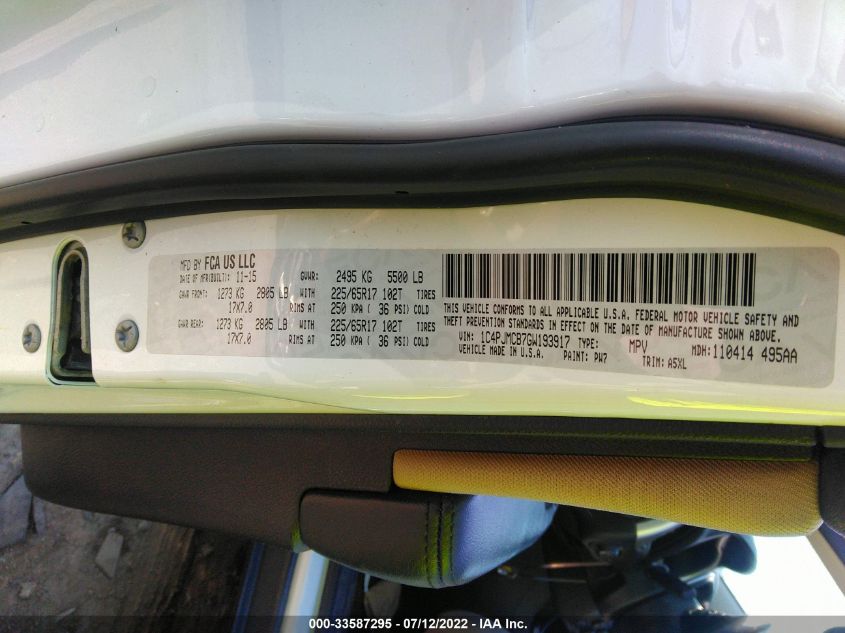 MFD BY FCA US LLC
DATE OF MFR(BUILT): 11-15 GVWR: 2495 KG 5500 LB
GAWR FRONT: 1273 KG 2805 LB WITH 225/65R17 102T TIRES
17X7.0 RIMS AT 250 KPA ( 36 PSI) COLD
GAWR REAR: 1273 KG 2805 LB WITH 225/65R17 102T TIRES
17X7.0 RIMS AT 250 KPA ( 36 PSI) COLD
THIS VEHICLE CONFORMS TO ALL APPLICABLE U.S.A. FEDERAL MOTOR VEHICLE SAFETY AND
THEFT PREVENTION STANDARDS IN EFFECT ON THE DATE OF MANUFACTURE SHOWN ABOVE.
VIN: 1C4PJMCB7GW193917 TYPE: MPV MDH:110414 495AA
VEHICLE MADE IN U.S.A. PAINT: PW7 TRIM: A5XL
000-33587295 - 07/12/2022 - IAA Inc.